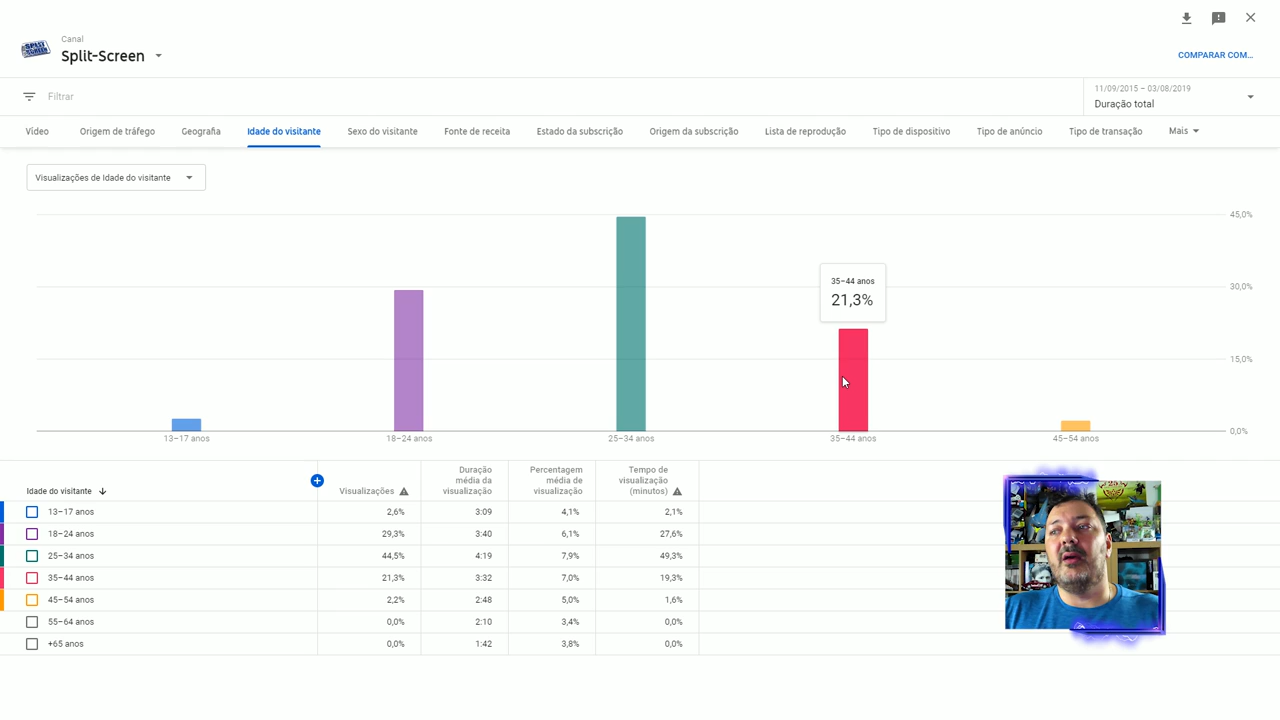 Canal
SPLIT SCREEN
Split-Screen
COMPARAR COM...
Filtrar
11/09/2015 – 03/08/2019
Duração total
Vídeo Origem de tráfego Geografia Idade do visitante Sexo do visitante Fonte de receita Estado da subscrição Origem da subscrição Lista de reprodução Tipo de dispositivo Tipo de anúncio Tipo de transação Mais
Visualizações de Idade do visitante
45,0%
30,0%
15,0%
0,0%
35–44 anos
21,3%
13–17 anos 18–24 anos 25–34 anos 35–44 anos 45–54 anos
Idade do visitante Visualizações Duração média da visualização Percentagem média de visualização Tempo de visualização (minutos)
13–17 anos 2,6% 3:09 4,1% 2,1%
18–24 anos 29,3% 3:40 6,1% 27,6%
25–34 anos 44,5% 4:19 7,9% 49,3%
35–44 anos 21,3% 3:32 7,0% 19,3%
45–54 anos 2,2% 2:48 5,0% 1,6%
55–64 anos 0,0% 2:10 3,4% 0,0%
+65 anos 0,0% 1:42 3,8% 0,0%